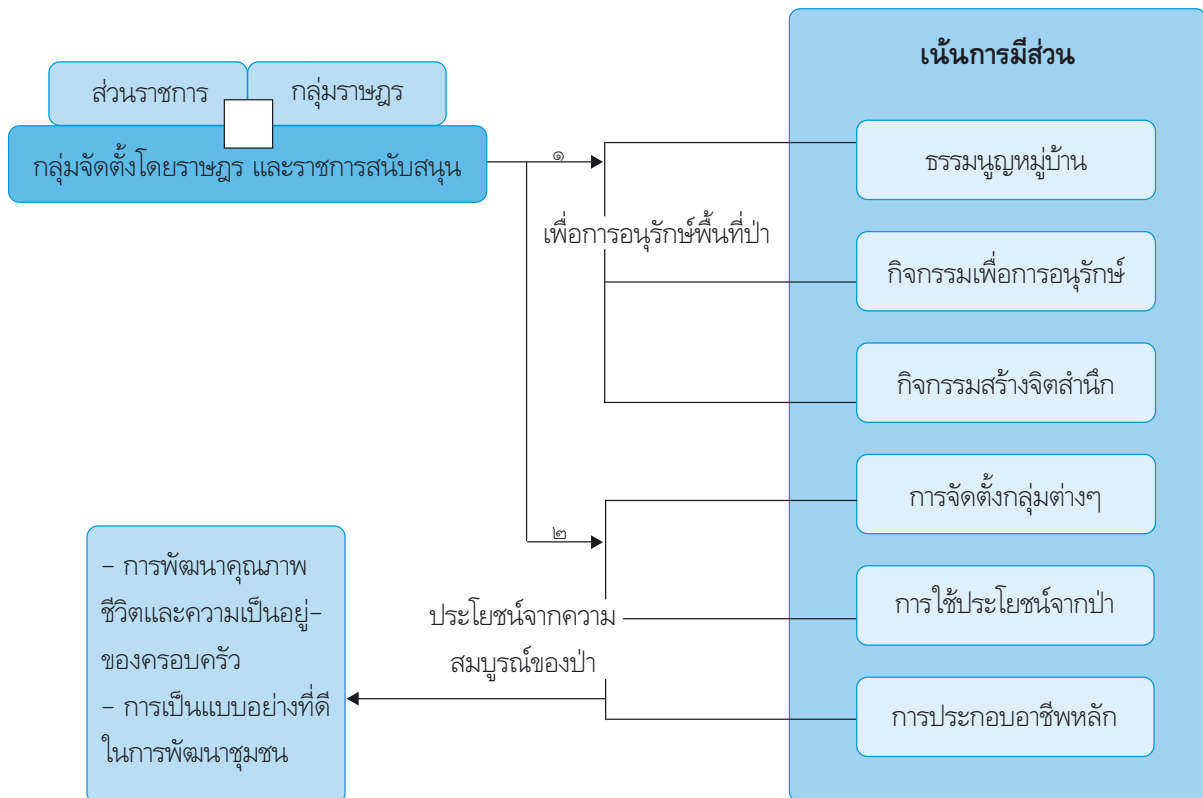 ส่วนราชการ
กลุ่มราษฎร
กลุ่มจัดตั้งโดยราษฎร และราชการสนับสนุน
๑
เพื่อการอนุรักษ์พื้นที่ป่า
เน้นการมีส่วน
ธรรมนูญหมู่บ้าน
กิจกรรมเพื่อการอนุรักษ์
กิจกรรมสร้างจิตสำนึก
๒
ประโยชน์จากความ
สมบูรณ์ของป่า
การจัดตั้งกลุ่มต่างๆ
การใช้ประโยชน์จากป่า
การประกอบอาชีพหลัก
- การพัฒนาคุณภาพ
ชีวิตและความเป็นอยู่-
ของครอบครัว
- การเป็นแบบอย่างที่ดี
ในการพัฒนาชุมชน